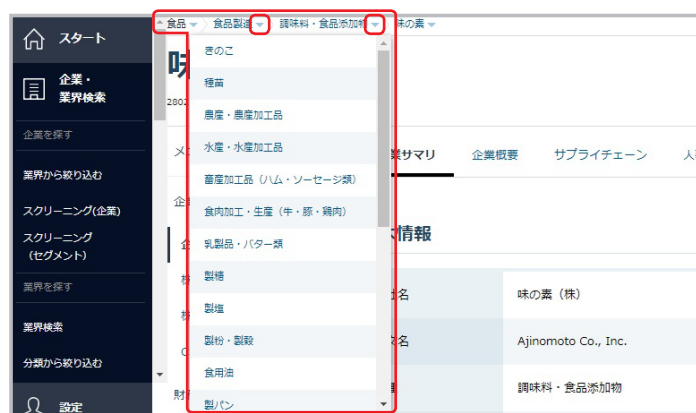 スタート
企業・
業界検索
企業を探す
業界から絞り込む
スクリーニング(企業)
スクリーニング
(セグメント)
業界を探す
業界検索
分類から絞り込む
設定
食品
食品製造
調味料・食品添加物
味の素
味
2802
きのこ
種苗
農産・農産加工品
水産・水産加工品
畜産加工品(ハム・ソーセージ類)
食肉加工・生産(牛・豚・鶏肉)
乳製品・バター類
製糖
製塩
製粉・製穀
食用油
製パン
業サマリ
企業概要
サプライチェーン
情報
味の素(株)
Ajinomoto Co., Inc.
調味料・食品添加物